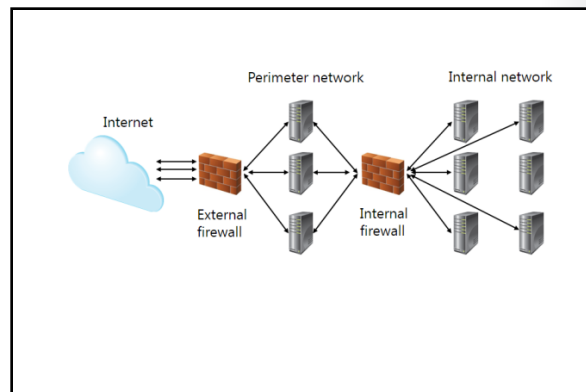 Perimeter network
Internal network
Internet
External
firewall
Internal
firewall